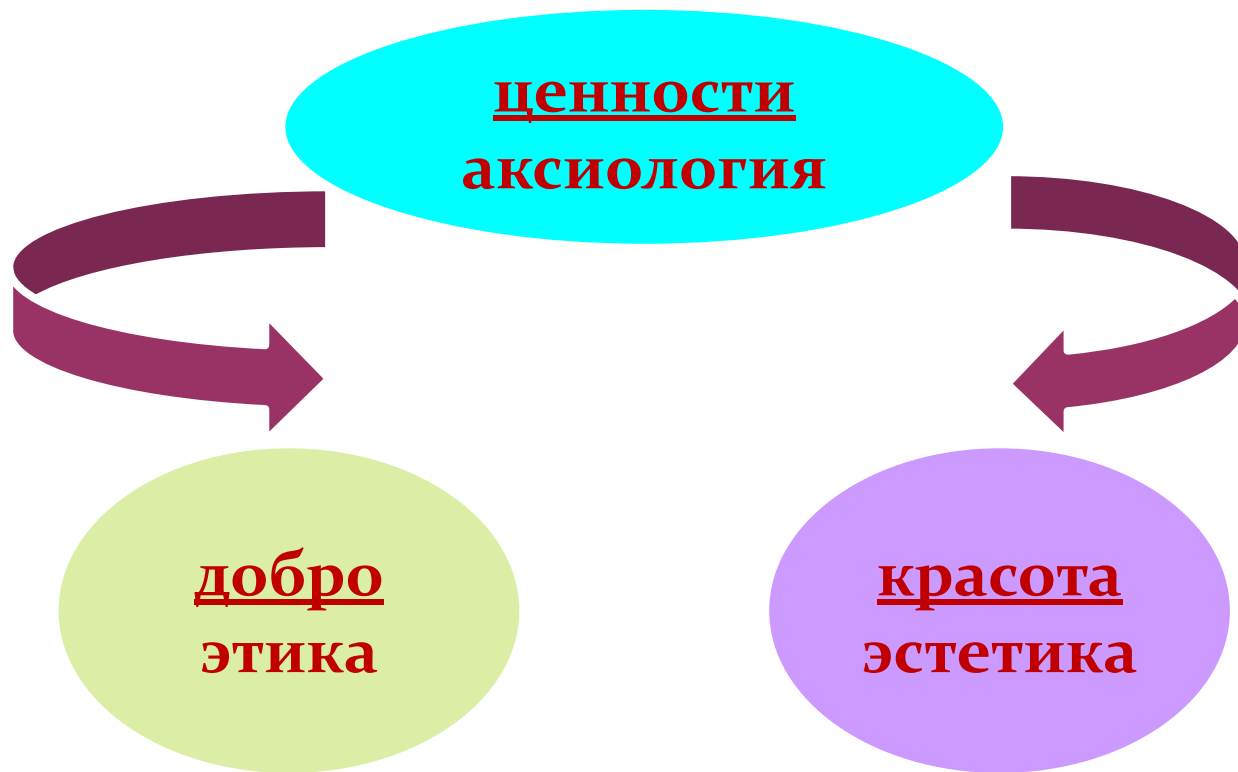 ценности
аксиология
добро
этика
красота
эстетика